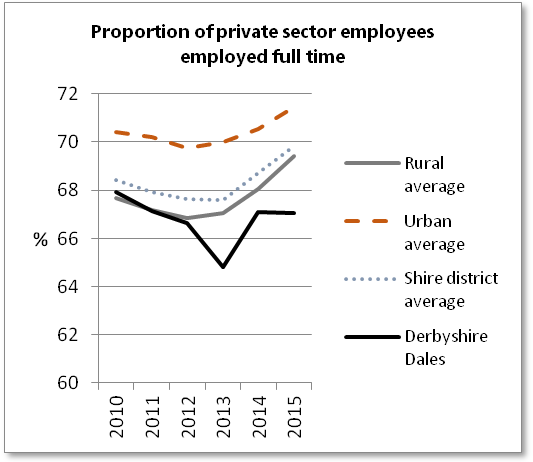 Proportion of private sector employees
employed full time
72
70
68
66
64
62
60
%
2010
2011
2012
2013
2014
2015
Rural
average
Urban
average
Shire district
average
Derbyshire
Dales